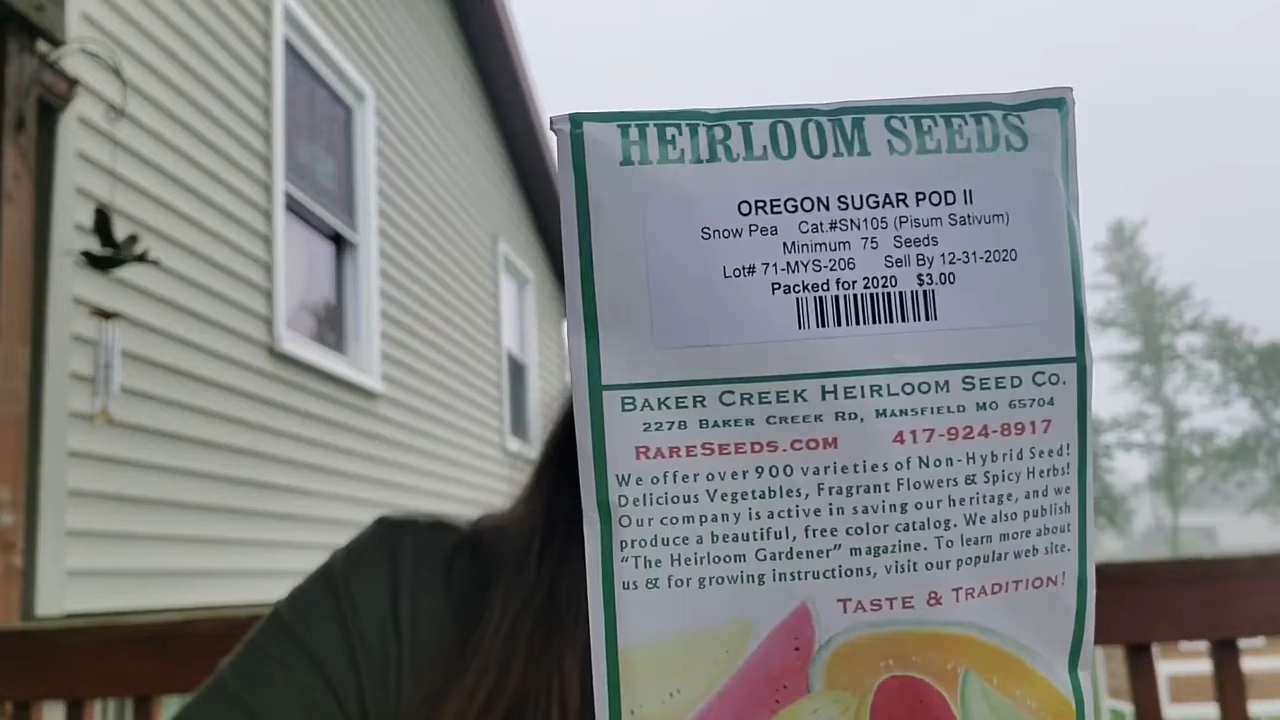 HEIRLOOM SEEDS
OREGON SUGAR POD II
Snow Pea Cat.#SN105 (Pisum Sativum)
Minimum 75 Seeds
Lot# 71-MYS-206 Sell By 12-31-2020
Packed for 2020 $3.00
BAKER CREEK HEIRLOOM SEED CO.
2278 BAKER CREEK RD, MANSFIELD MO 65704
RARESEEDS.COM 417-924-8917
We offer over 900 varieties of Non-Hybrid Seed!
Delicious Vegetables, Fragrant Flowers & Spicy Herbs!
Our company is active in saving our heritage, and we
produce a beautiful, free color catalog. We also publish
"The Heirloom Gardener" magazine. To learn more about
us & for growing instructions, visit our popular web site.
TASTE & TRADITION!